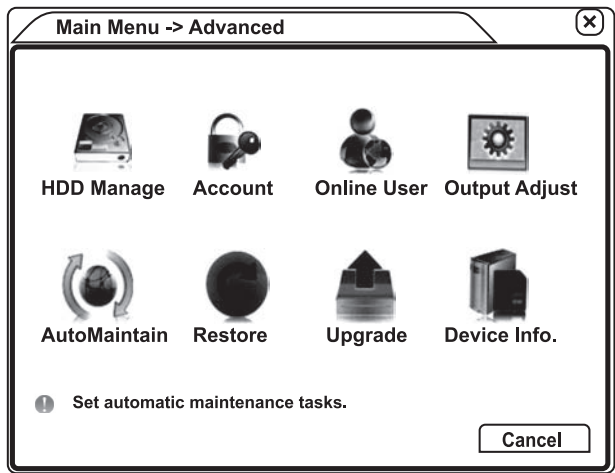 Main Menu -> Advanced
HDD Manage Account Online User Output Adjust
AutoMaintain Restore Upgrade Device Info.
Set automatic maintenance tasks.
Cancel